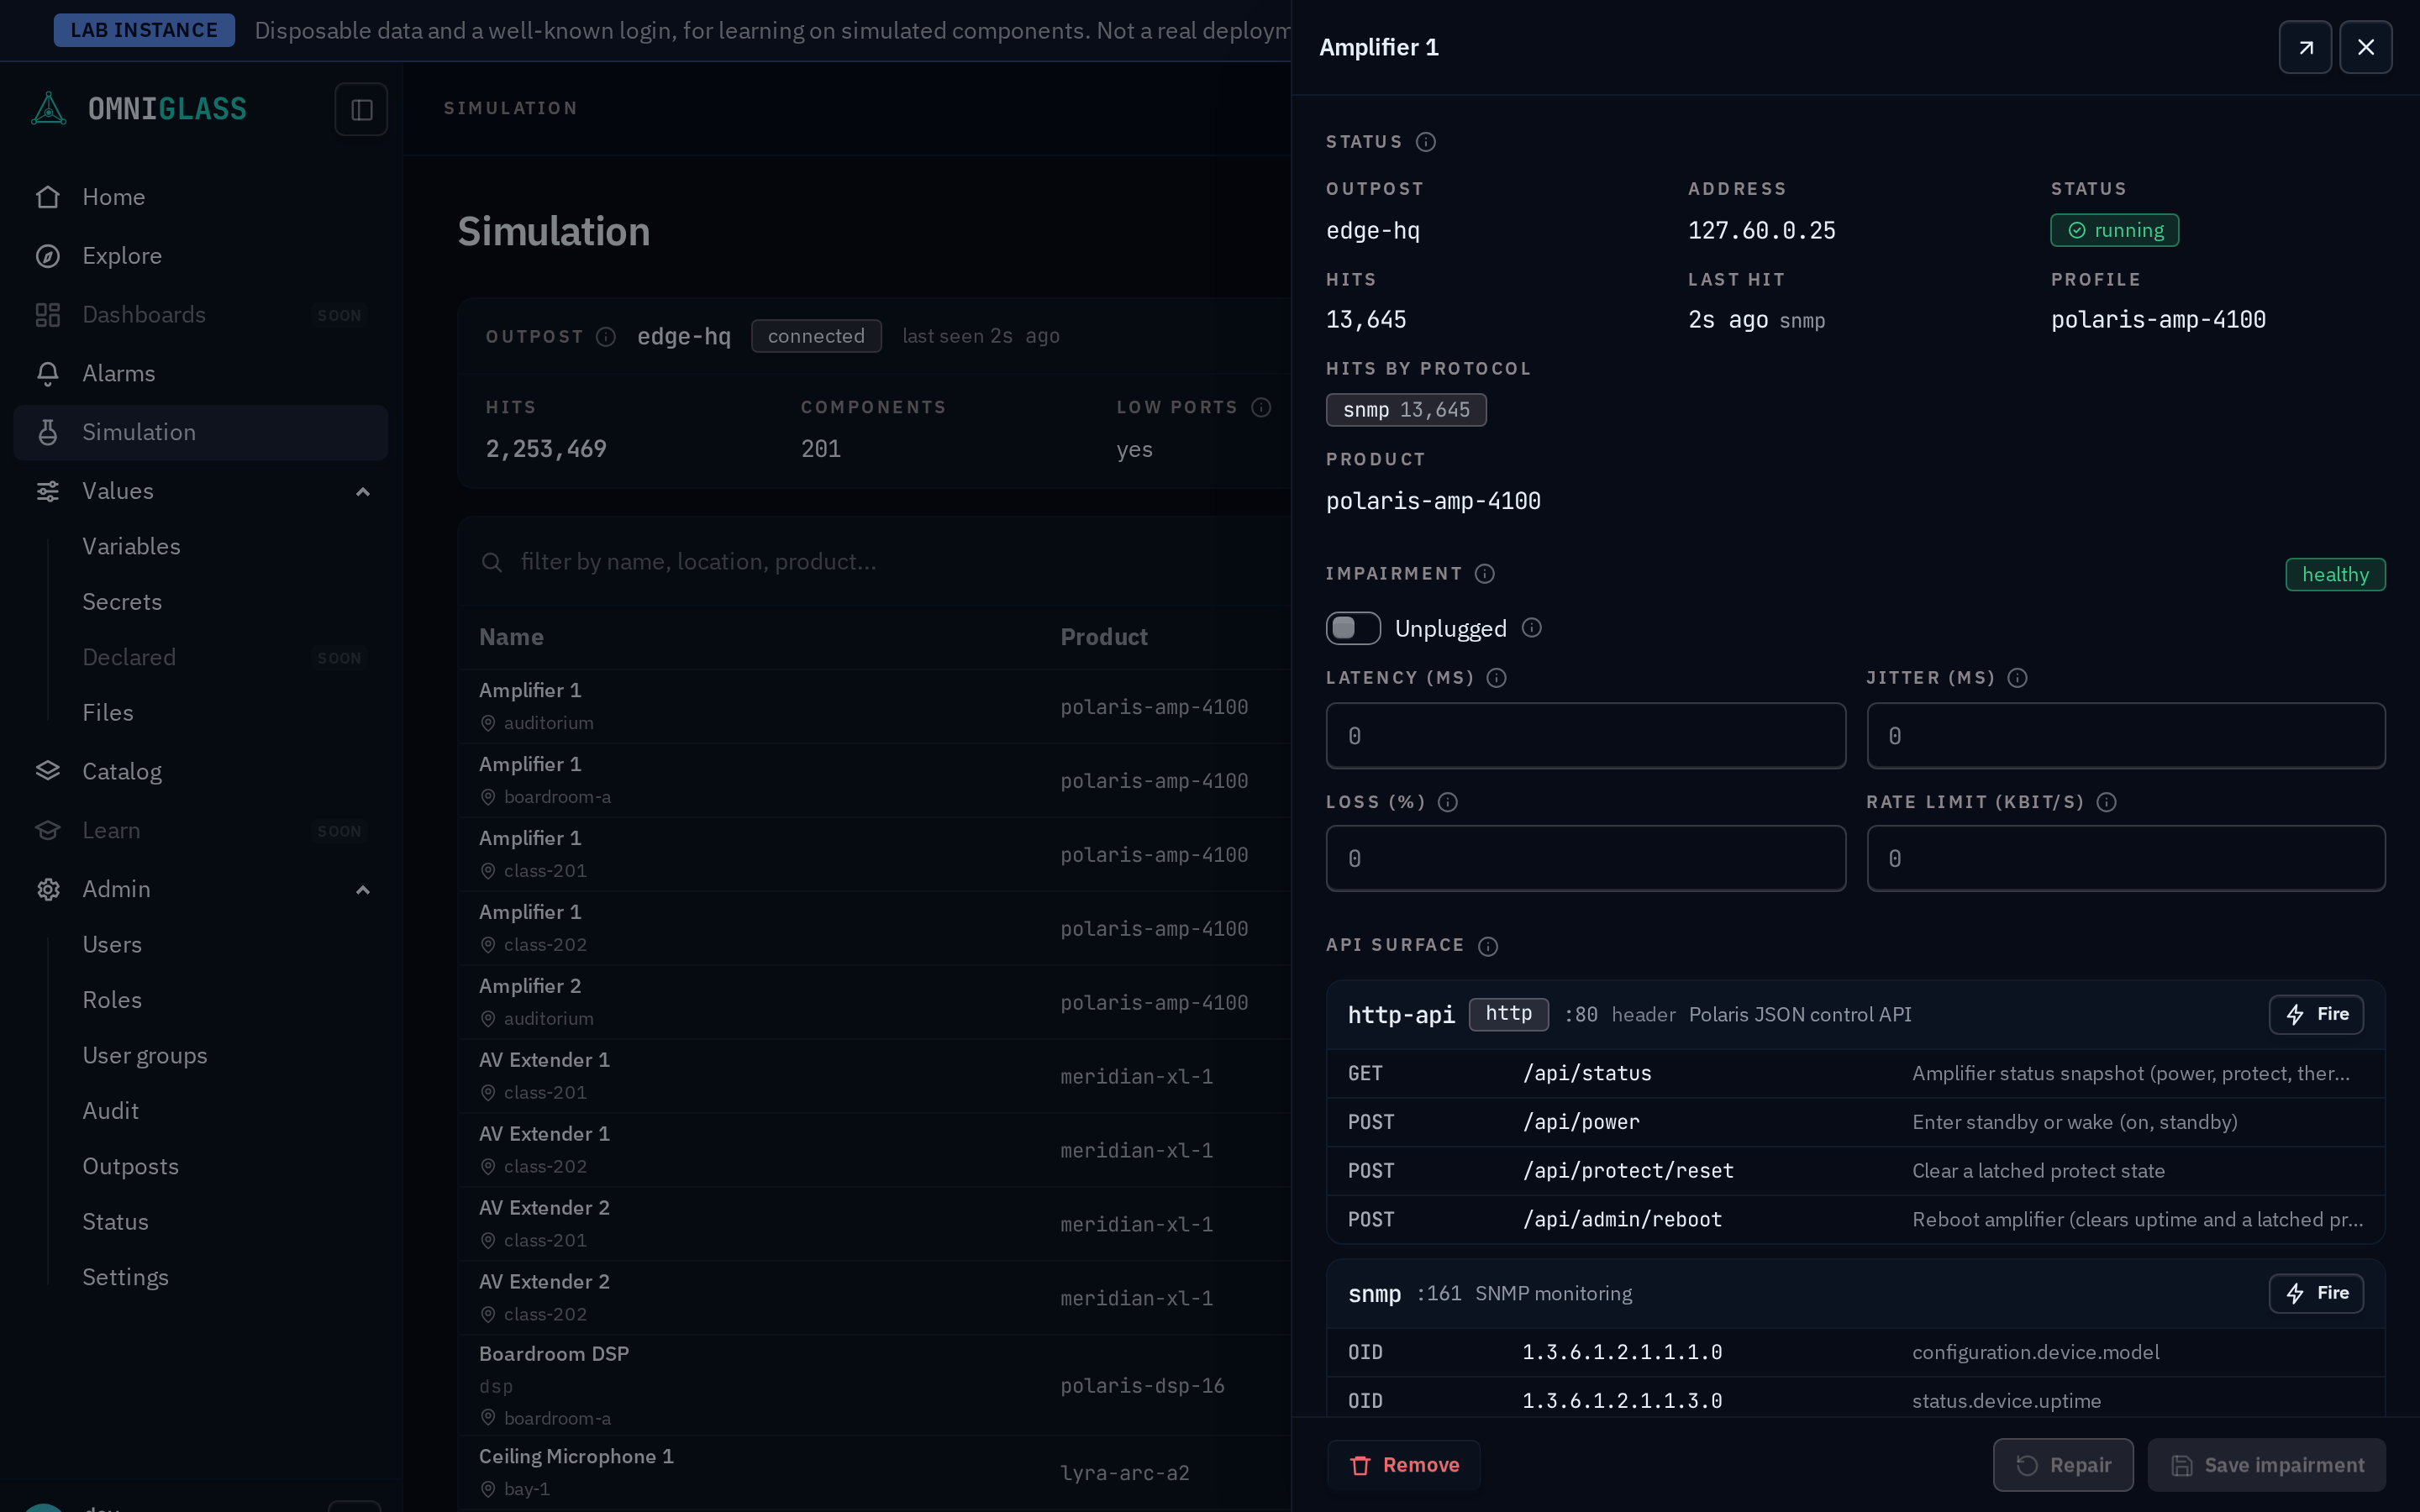 LAB INSTANCE Disposable data and a well-known login, for learning on simulated components. Not a real deploym
OMNIGLASS
Home
Explore
Dashboards SOON
Alarms
Simulation
Values
Variables
Secrets
Declared SOON
Files
Catalog
Learn SOON
Admin
Users
Roles
User groups
Audit
Outposts
Status
Settings
SIMULATION
Simulation
OUTPOST edge-hq connected last seen 2s ago
HITS COMPONENTS LOW PORTS
2,253,469 201 yes
filter by name, location, product...
Name Product
Amplifier 1 polaris-amp-4100
auditorium
Amplifier 1 polaris-amp-4100
boardroom-a
Amplifier 1 polaris-amp-4100
class-201
Amplifier 1 polaris-amp-4100
class-202
Amplifier 2 polaris-amp-4100
auditorium
AV Extender 1 meridian-xl-1
class-201
AV Extender 1 meridian-xl-1
class-202
AV Extender 2 meridian-xl-1
class-201
AV Extender 2 meridian-xl-1
class-202
Boardroom DSP
dsp polaris-dsp-16
boardroom-a
Ceiling Microphone 1 lyra-arc-a2
bay-1
Amplifier 1
STATUS
OUTPOST ADDRESS STATUS
edge-hq 127.60.0.25 running
HITS LAST HIT PROFILE
13,645 2s ago snmp polaris-amp-4100
HITS BY PROTOCOL
snmp 13,645
PRODUCT
polaris-amp-4100
IMPAIRMENT healthy
Unplugged
LATENCY (MS) JITTER (MS)
0 0
LOSS (%) RATE LIMIT (KBIT/S)
0 0
API SURFACE
http-api http :80 header Polaris JSON control API Fire
GET /api/status Amplifier status snapshot (power, protect, ther...
POST /api/power Enter standby or wake (on, standby)
POST /api/protect/reset Clear a latched protect state
POST /api/admin/reboot Reboot amplifier (clears uptime and a latched pr...
snmp :161 SNMP monitoring Fire
OID 1.3.6.1.2.1.1.1.0 configuration.device.model
OID 1.3.6.1.2.1.1.3.0 status.device.uptime
Remove Repair Save impairment